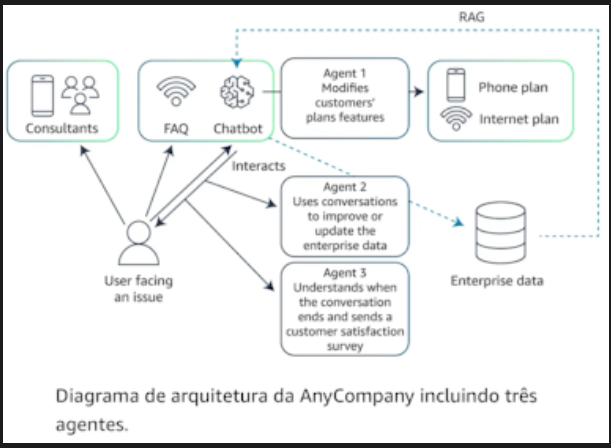 RAG
Agent 1
Modifies
customers'
plans features
Phone plan
Internet plan
Consultants
FAQ
Chatbot
Interacts
Agent 2
Uses conversations
to improve or
update the
enterprise data
User facing
an issue
Enterprise data
Agent 3
Understands when
the conversation
ends and sends a
customer satisfaction
survey
Diagrama de arquitetura da AnyCompany incluindo três
agentes.